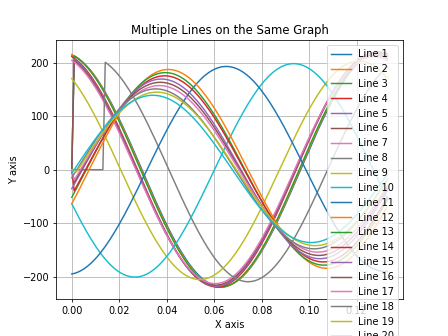 Multiple Lines on the Same Graph
Y axis
200
100
0
−100
−200
0.00
0.02
0.04
0.06
0.08
0.10
X axis
Line 1
Line 2
Line 3
Line 4
Line 5
Line 6
Line 7
Line 8
Line 9
Line 10
Line 11
Line 12
Line 13
Line 14
Line 15
Line 16
Line 17
Line 18
Line 19
Line 20